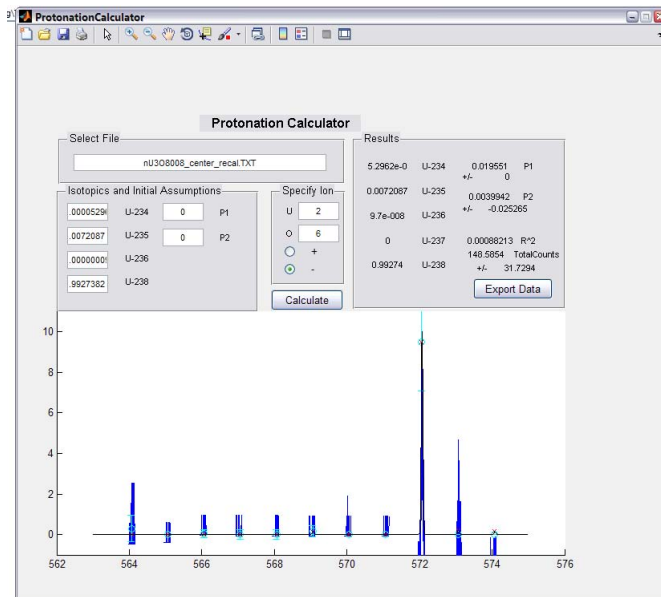 ProtonationCalculator
Protonation Calculator
Select File
nU3O8008_center_recal.TXT
Isotopics and Initial Assumptions
.0000529 U-234 0 P1
.0072087 U-235 0 P2
.0000000 U-236
.9927382 U-238
Specify Ion
U 2
O 6
+
-
Calculate
Results
5.2962e-0 U-234 0.019551 P1
+/- 0
0.0072087 U-235 0.0039942 P2
+/- -0.025265
9.7e-008 U-236
0 U-237 0.00088213 R^2
148.5854 TotalCounts
0.99274 U-238 +/- 31.7294
Export Data
10
8
6
4
2
0
562 564 566 568 570 572 574 576